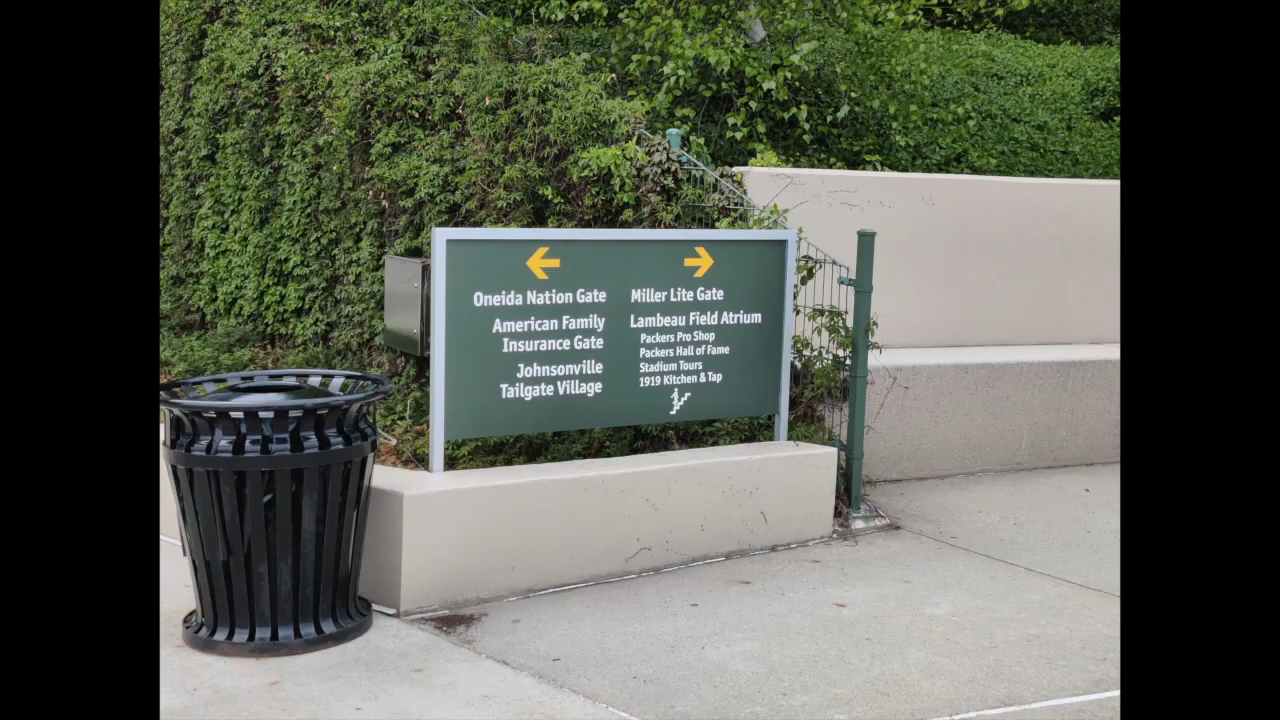 Oneida Nation Gate
American Family
Insurance Gate
Johnsonville
Tailgate Village
Miller Lite Gate
Lambeau Field Atrium
Packers Pro Shop
Packers Hall of Fame
Stadium Tours
1919 Kitchen & Tap